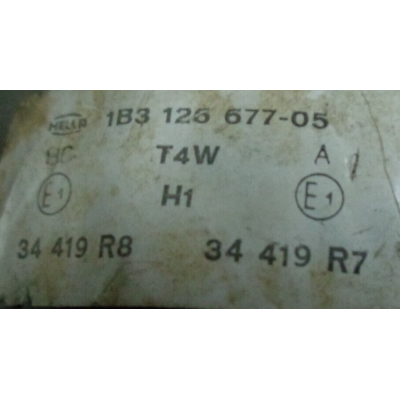 HELLA 1B3 126 677-05
HC T4W A
E1 H1 E1
34 419 R8 34 419 R7